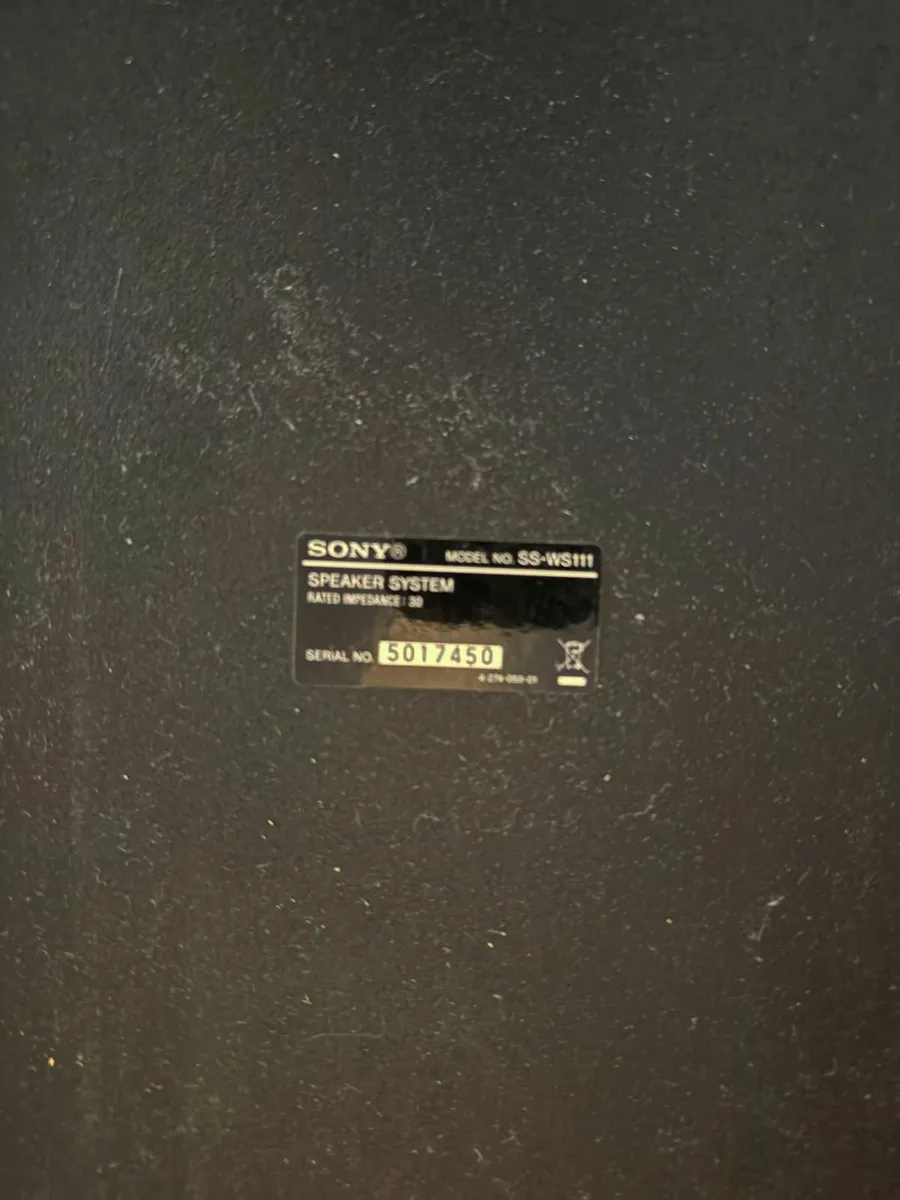 SONY® MODEL NO. SS-WS111
SPEAKER SYSTEM
RATED IMPEDANCE: 3Ω
SERIAL NO. 5017450